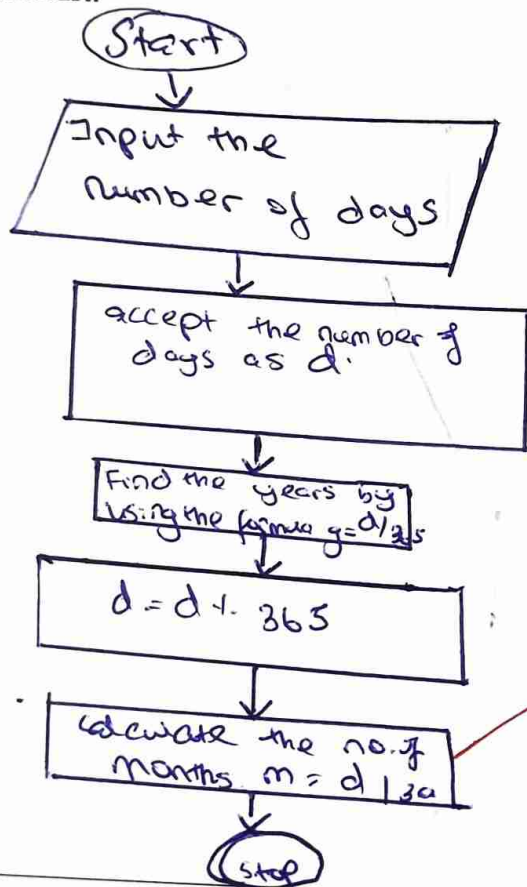 Start
Input the
number of days
accept the number of
days as d.
Find the years by
using the formula y=d/365
d = d % 365
calculate the no. of
months m = d/30
stop